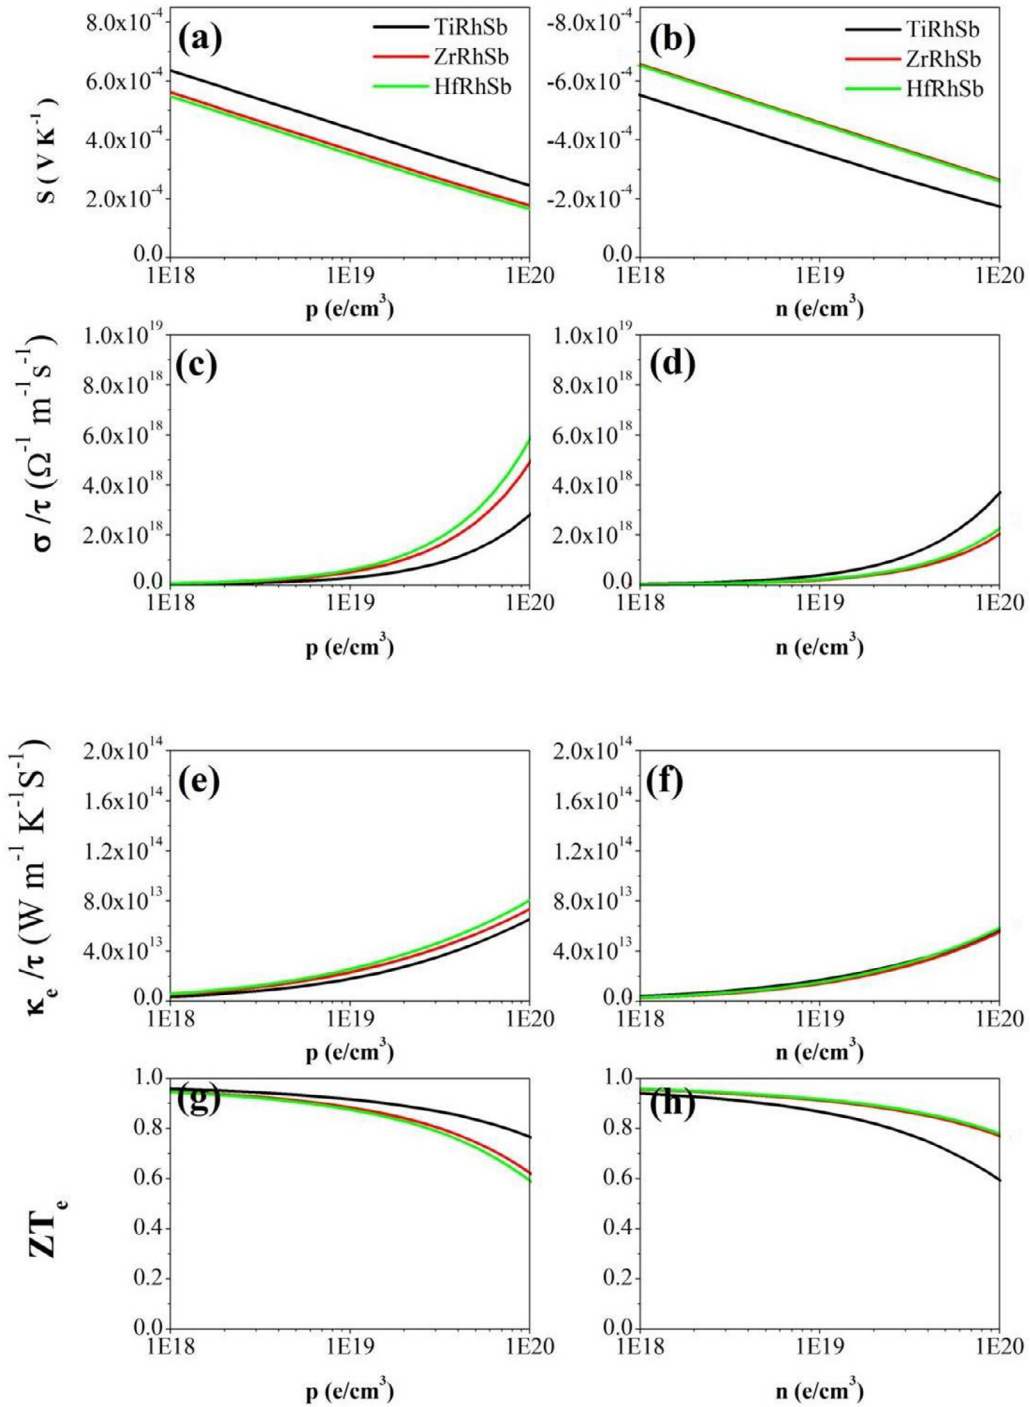 (a)
TiRhSb
ZrRhSb
HfRhSb
8.0x10⁻⁴
6.0x10⁻⁴
4.0x10⁻⁴
2.0x10⁻⁴
0.0
S ( V K⁻¹)
1E18 1E19 1E20
p (e/cm³)
(b)
TiRhSb
ZrRhSb
HfRhSb
-8.0x10⁻⁴
-6.0x10⁻⁴
-4.0x10⁻⁴
-2.0x10⁻⁴
0.0
1E18 1E19 1E20
n (e/cm³)
(c)
1.0x10¹⁹
8.0x10¹⁸
6.0x10¹⁸
4.0x10¹⁸
2.0x10¹⁸
0.0
σ /τ (Ω⁻¹ m⁻¹s⁻¹)
1E18 1E19 1E20
p (e/cm³)
(d)
1.0x10¹⁹
8.0x10¹⁸
6.0x10¹⁸
4.0x10¹⁸
2.0x10¹⁸
0.0
1E18 1E19 1E20
n (e/cm³)
(e)
2.0x10¹⁴
1.6x10¹⁴
1.2x10¹⁴
8.0x10¹³
4.0x10¹³
0.0
κₑ /τ (W m⁻¹ K⁻¹S⁻¹)
1E18 1E19 1E20
p (e/cm³)
(f)
2.0x10¹⁴
1.6x10¹⁴
1.2x10¹⁴
8.0x10¹³
4.0x10¹³
0.0
1E18 1E19 1E20
n (e/cm³)
(g)
1.0
0.8
0.6
0.4
0.2
0.0
ZTₑ
1E18 1E19 1E20
p (e/cm³)
(h)
1.0
0.8
0.6
0.4
0.2
0.0
1E18 1E19 1E20
n (e/cm³)